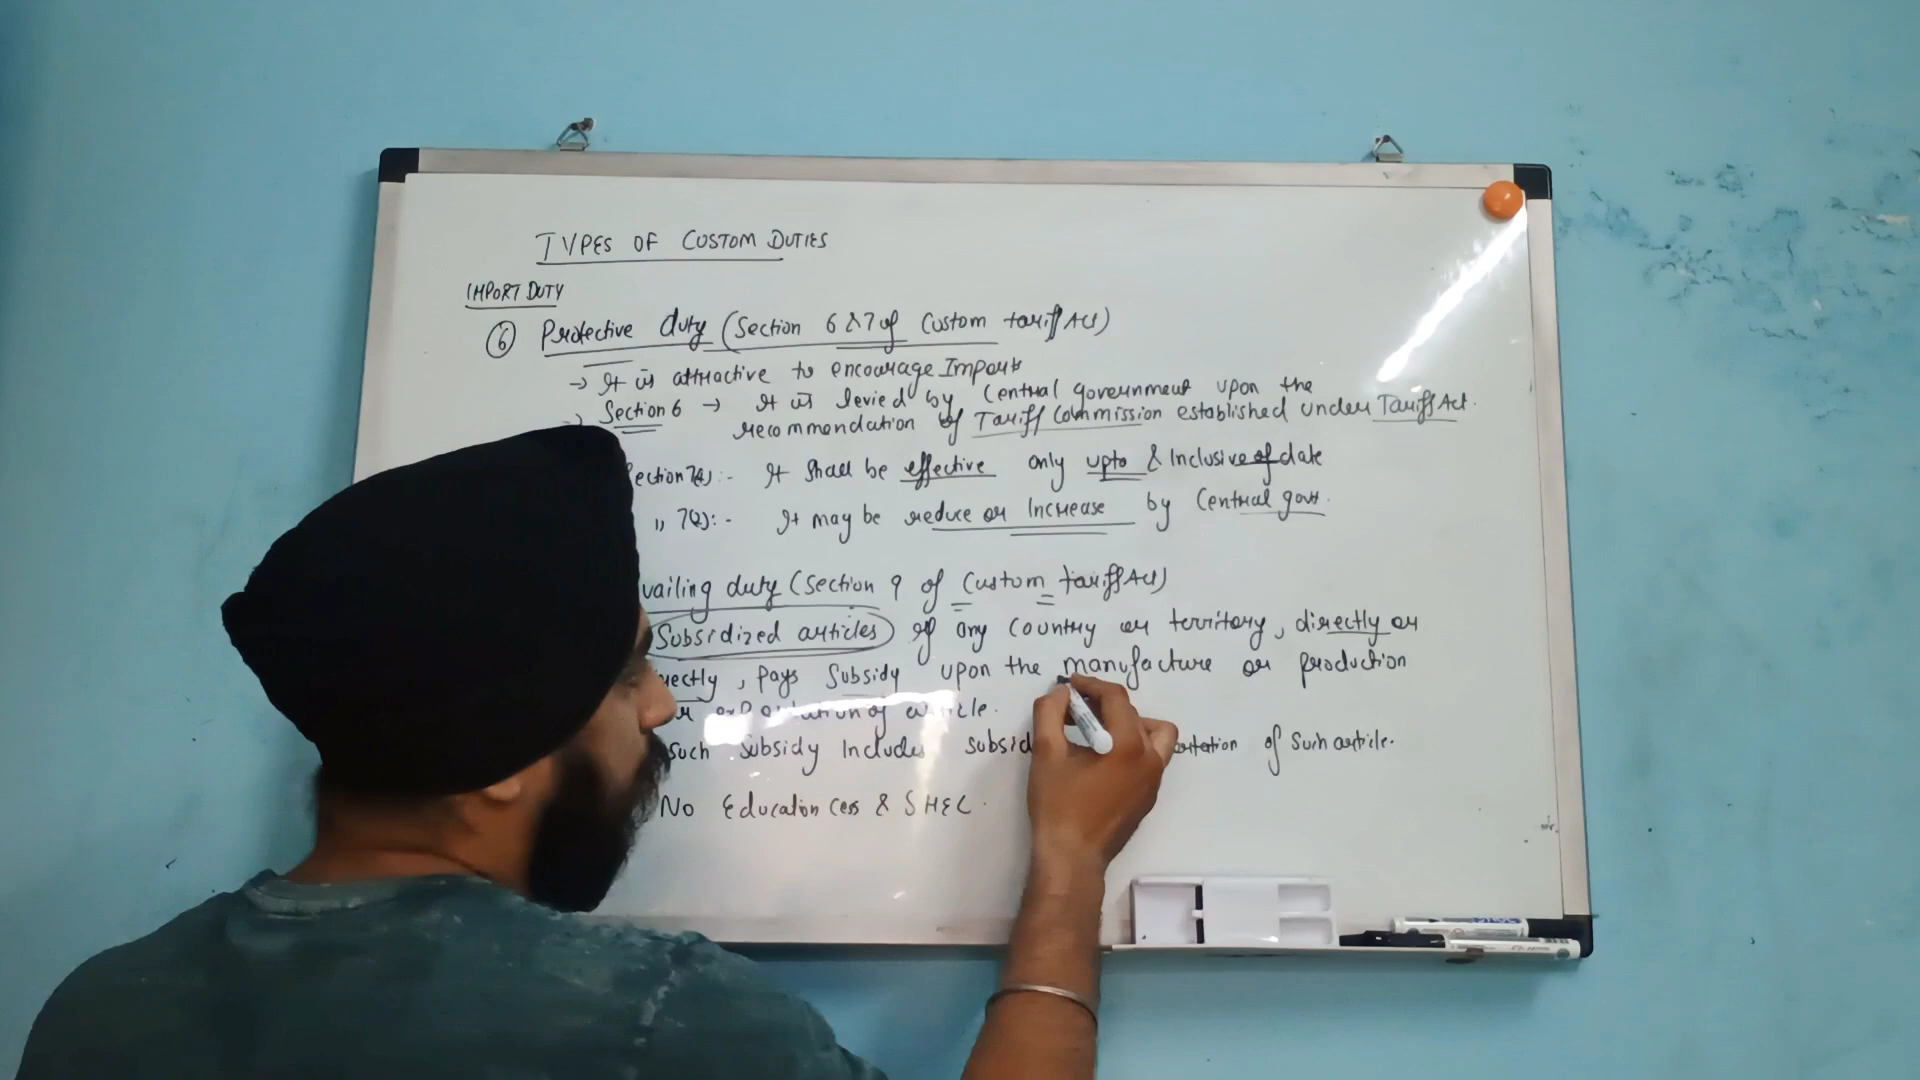 TYPES OF CUSTOM DUTIES
IMPORT DUTY
⑥ Protective duty (Section 6 & 7 of Custom tariff Act)
→ It is attractive to encourage Imports
→ Section 6 → It is levied by Central government upon the
recommendation of Tariff Commission established under Tariff Act.
ection 7(1):- It shall be effective only upto & Inclusive of date
,, 7(2):- It may be reduce or Increase by Central govt.
vailing duty (Section 9 of Custom tariff Act)
Subsidized articles If any country or territory, directly or
rectly, pays Subsidy upon the manufacture or production
or exportation of article.
Such Subsidy Includes subsid ortation of Such article.
No Education Cess & SHEC.